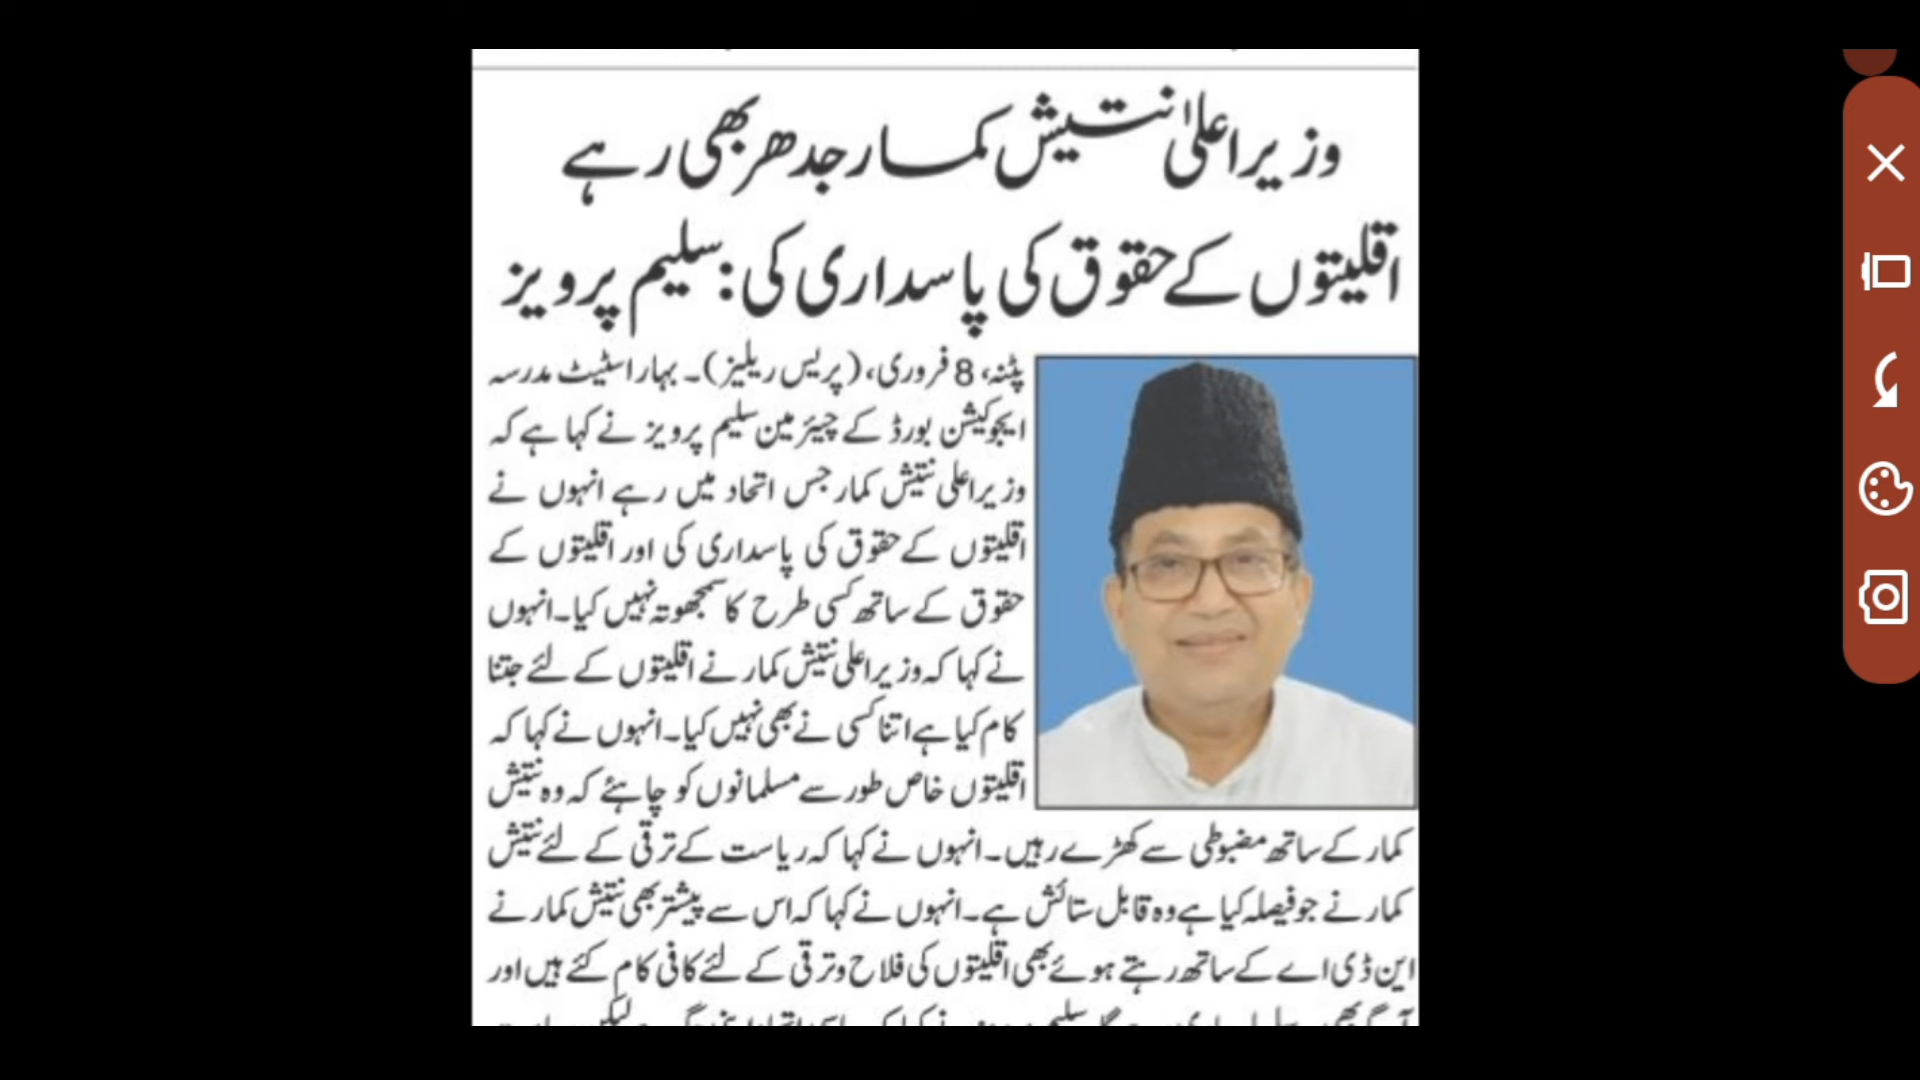 وزیراعلیٰ نتیش کمار جدھر بھی رہے
اقلیتوں کے حقوق کی پاسداری کی: سلیم پرویز
پٹنہ، 8 فروری، (پریس ریلیز)۔ بہار اسٹیٹ مدرسہ
ایجوکیشن بورڈ کے چیئرمین سلیم پرویز نے کہا ہے کہ
وزیراعلی نتیش کمار جس اتحاد میں رہے انہوں نے
اقلیتوں کے حقوق کی پاسداری کی اور اقلیتوں کے
حقوق کے ساتھ کسی طرح کا سمجھوتہ نہیں کیا۔ انہوں
نے کہا کہ وزیراعلی نتیش کمار نے اقلیتوں کے لئے جتنا
کام کیا ہے اتنا کسی نے بھی نہیں کیا۔ انہوں نے کہا کہ
اقلیتوں خاص طور سے مسلمانوں کو چاہئے کہ وہ نتیش
کمار کے ساتھ مضبوطی سے کھڑے رہیں۔ انہوں نے کہا کہ ریاست کے ترقی کے لئے نتیش
کمار نے جو فیصلہ کیا ہے وہ قابل ستائش ہے۔ انہوں نے کہا کہ اس سے پیشتر بھی نتیش کمار نے
این ڈی اے کے ساتھ رہتے ہوئے بھی اقلیتوں کی فلاح وترقی کے لئے کافی کام کئے ہیں اور